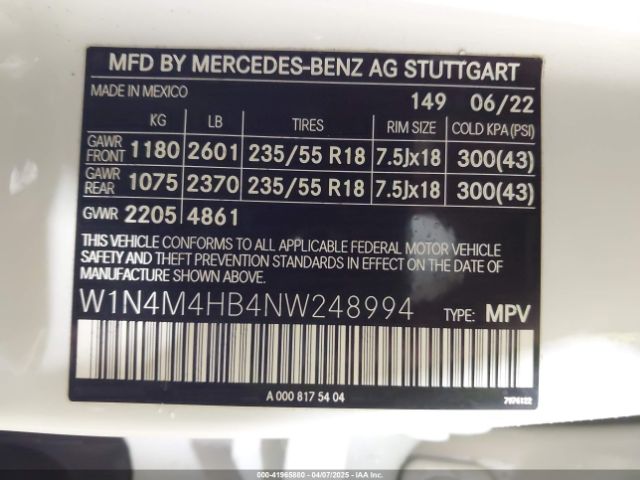 MFD BY MERCEDES-BENZ AG STUTTGART
MADE IN MEXICO 149 06/22
KG LB TIRES RIM SIZE COLD KPA(PSI)
GAWR FRONT 1180 2601 235/55 R18 7.5Jx18 300(43)
GAWR REAR 1075 2370 235/55 R18 7.5Jx18 300(43)
GVWR 2205 4861
THIS VEHICLE CONFORMS TO ALL APPLICABLE FEDERAL MOTOR VEHICLE
SAFETY AND THEFT PREVENTION STANDARDS IN EFFECT ON THE DATE OF
MANUFACTURE SHOWN ABOVE.
W1N4M4HB4NW248994 TYPE: MPV
A 000 817 54 04
000-41965880 04/07/2025 IAA Inc.